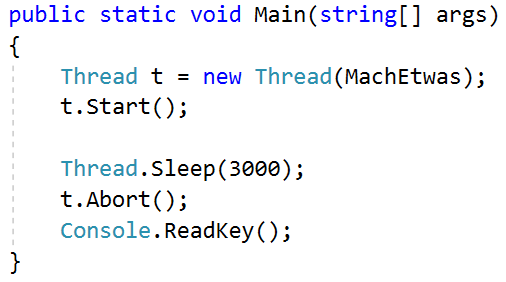 public static void Main(string[] args)
{
    Thread t = new Thread(MachEtwas);
    t.Start();

    Thread.Sleep(3000);
    t.Abort();
    Console.ReadKey();
}